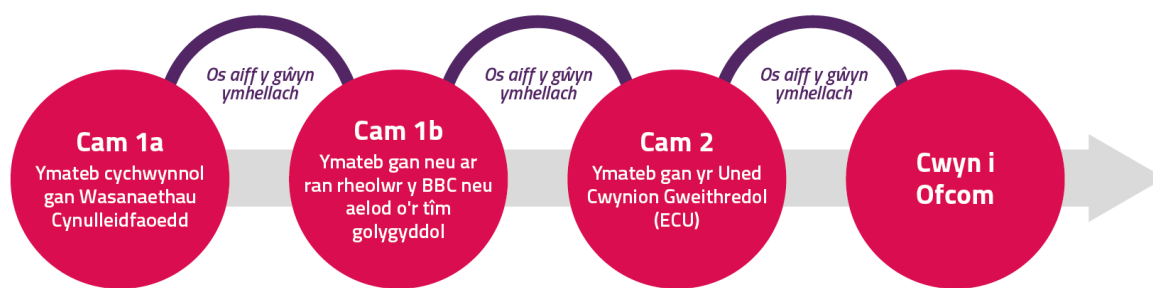 Os aiff y gŵyn
ymhellach
Os aiff y gŵyn
ymhellach
Os aiff y gŵyn
ymhellach
Cam 1a
Ymateb cychwynnol
gan Wasanaethau
Cynulleidfaoedd
Cam 1b
Ymateb gan neu ar
ran rheolwr y BBC neu
aelod o'r tîm
golygyddol
Cam 2
Ymateb gan yr Uned
Cwynion Gweithredol
(ECU)
Cwyn i
Ofcom